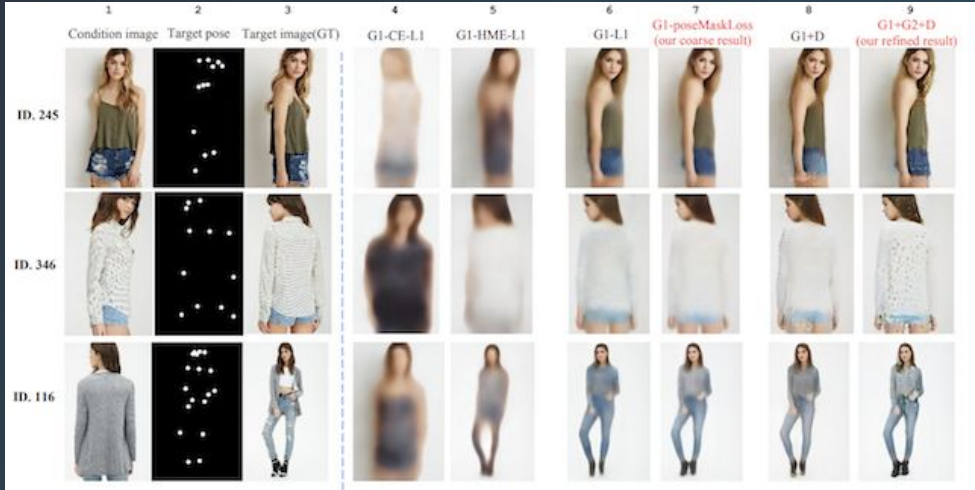 1 2 3 4 5 6 7 8 9
Condition image Target pose Target image(GT) G1-CE-L1 G1-HME-L1 G1-L1 G1-poseMaskLoss G1+D G1+G2+D
(our coarse result) (our refined result)
ID. 245
ID. 346
ID. 116